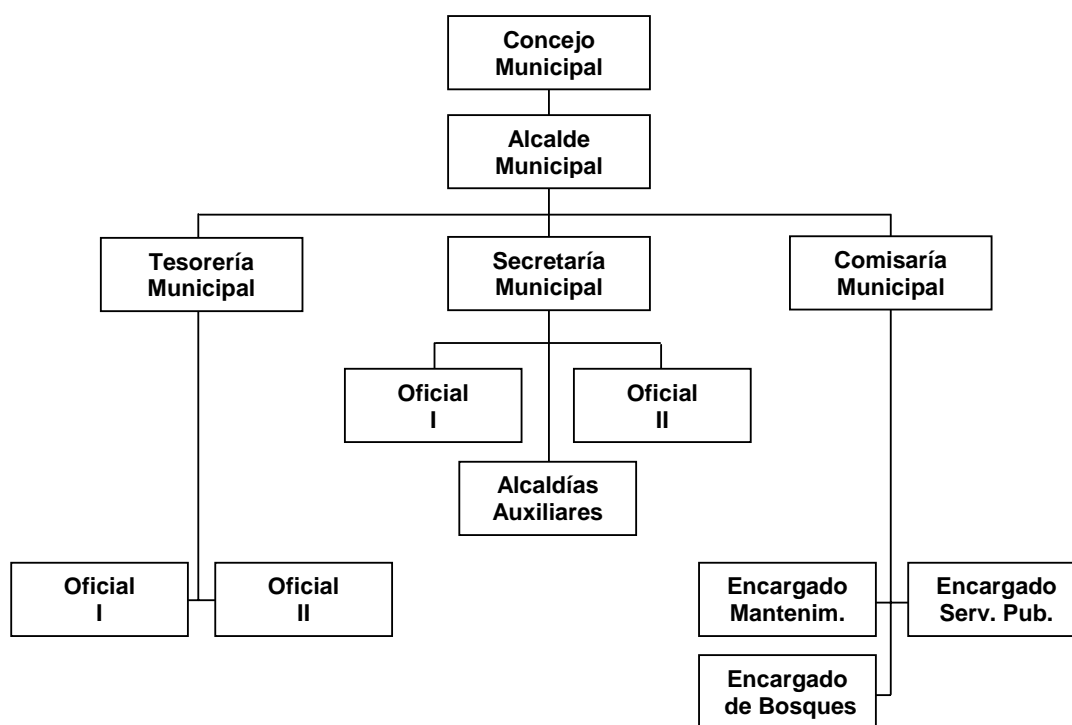 Concejo
Municipal
Alcalde
Municipal
Tesorería
Municipal
Secretaría
Municipal
Comisaría
Municipal
Oficial
I
Oficial
II
Alcaldías
Auxiliares
Oficial
I
Oficial
II
Encargado
Mantenim.
Encargado
Serv. Pub.
Encargado
de Bosques